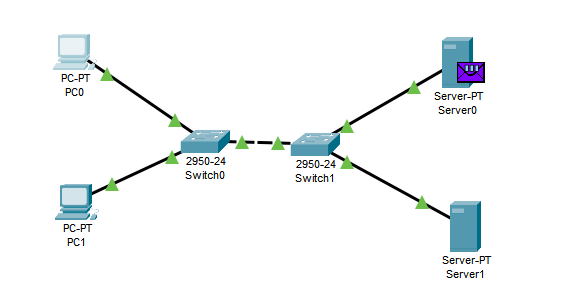 PC-PT
PC0
PC-PT
PC1
2950-24
Switch0
2950-24
Switch1
Server-PT
Server0
Server-PT
Server1